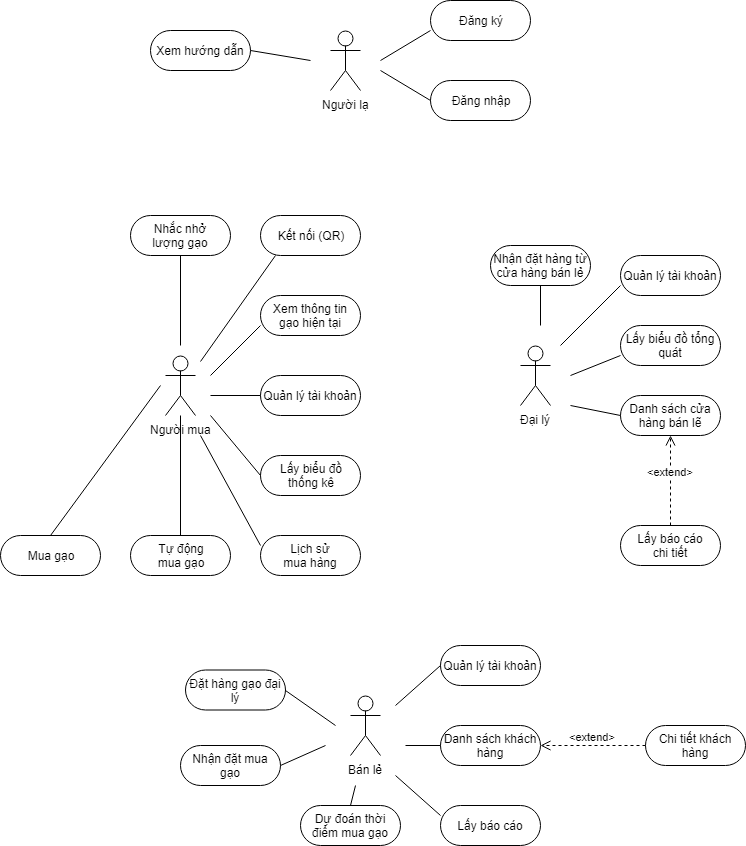 Đăng ký
Xem hướng dẫn
Đăng nhập
Người lạ
Nhắc nhở
lượng gạo
Kết nối (QR)
Xem thông tin
gạo hiện tại
Quản lý tài khoản
Người mua
Lấy biểu đồ
thống kê
Mua gạo
Tự động
mua gạo
Lịch sử
mua hàng
Nhận đặt hàng từ
cửa hàng bán lẻ
Quản lý tài khoản
Lấy biểu đồ tổng
quát
Đại lý
Danh sách cửa
hàng bán lẽ
<extend>
Lấy báo cáo
chi tiết
Quản lý tài khoản
Đặt hàng gạo đại
lý
Danh sách khách
hàng
<extend>
Chi tiết khách
hàng
Nhận đặt mua
gạo
Bán lẻ
Dự đoán thời
điểm mua gạo
Lấy báo cáo